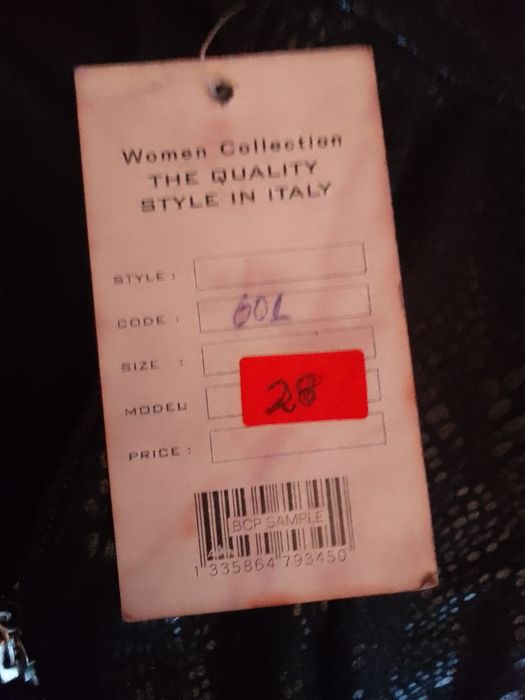 Women Collection
THE QUALITY
STYLE IN ITALY
STYLE :
CODE : 60L
SIZE :
28
MODEL:
PRICE :
BCP SAMPLE
1 335864 793450